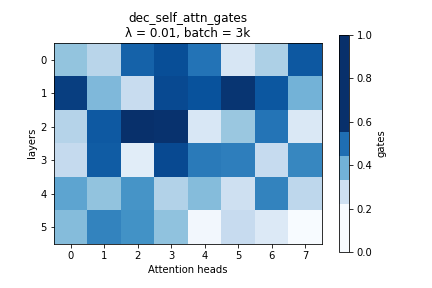 dec_self_attn_gates
λ = 0.01, batch = 3k
layers
0
1
2
3
4
5
0 1 2 3 4 5 6 7
Attention heads
1.0
0.8
0.6
0.4
0.2
0.0
gates